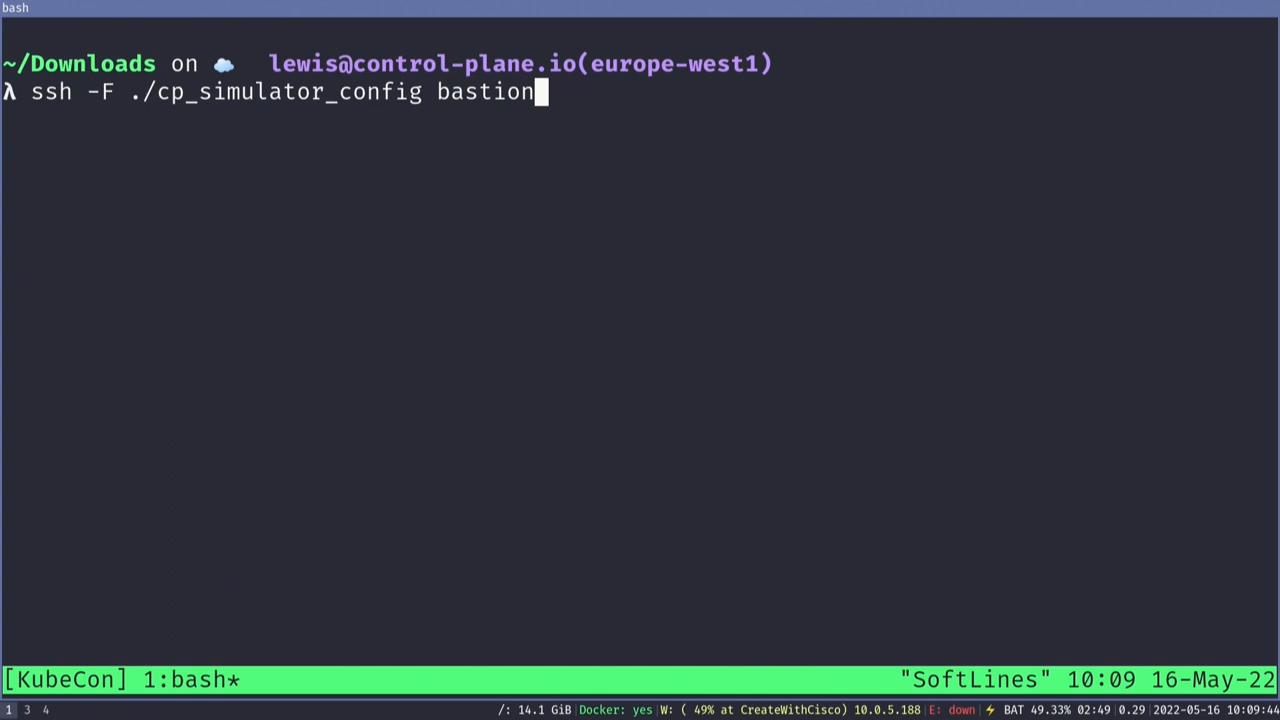 bash
~/Downloads on ☁️ lewis@control-plane.io(europe-west1)
λ ssh -F ./cp_simulator_config bastion
[KubeCon] 1:bash* "SoftLines" 10:09 16-May-22
1 3 4 /: 14.1 GiB|Docker: yes|W: ( 49% at CreateWithCisco) 10.0.5.188|E: down|⚡ BAT 49.33% 02:49|0.29|2022-05-16 10:09:44